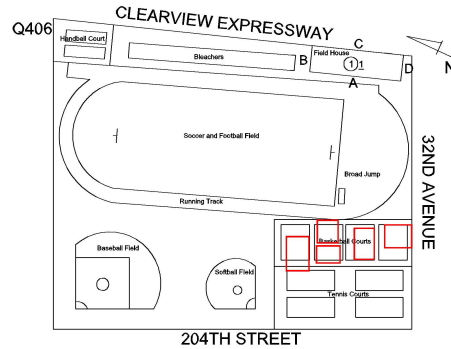 CLEARVIEW EXPRESSWAY
Q406
Handball Court
Bleachers
B
Field House
C
1 1
A
D
N
Soccer and Football Field
32ND AVENUE
Broad Jump
Running Track
Basketball Courts
Baseball Field
Softball Field
Tennis Courts
204TH STREET